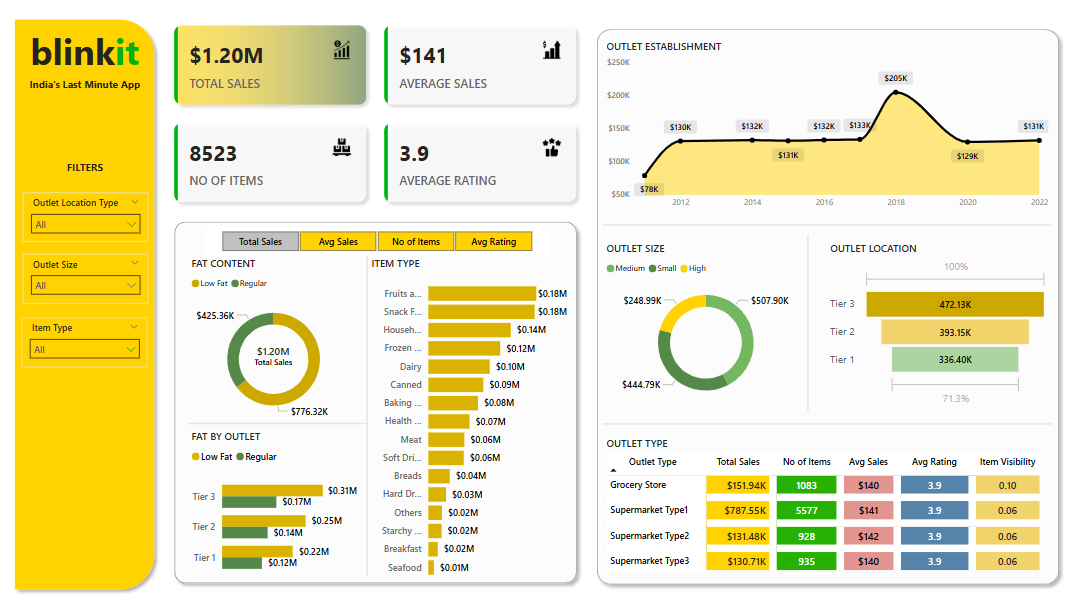 blinkit
India's Last Minute App
FILTERS
Outlet Location Type
All
Outlet Size
All
Item Type
All
$1.20M
TOTAL SALES
$141
AVERAGE SALES
8523
NO OF ITEMS
3.9
AVERAGE RATING
Total Sales
Avg Sales
No of Items
Avg Rating
FAT CONTENT
Low Fat Regular
$425.36K
$1.20M
Total Sales
$776.32K
FAT BY OUTLET
Low Fat Regular
Tier 3 $0.31M
$0.17M
Tier 2 $0.25M
$0.14M
Tier 1 $0.22M
$0.12M
ITEM TYPE
Fruits a... $0.18M
Snack F... $0.18M
Househ... $0.14M
Frozen ... $0.12M
Dairy $0.10M
Canned $0.09M
Baking ... $0.08M
Health ... $0.07M
Meat $0.06M
Soft Dri... $0.06M
Breads $0.04M
Hard Dr... $0.03M
Others $0.02M
Starchy ... $0.02M
Breakfast $0.02M
Seafood $0.01M
OUTLET ESTABLISHMENT
$250K
$200K
$150K
$100K
$50K
$78K
$130K
$132K
$131K
$132K
$133K
$205K
$129K
$131K
2012 2014 2016 2018 2020 2022
OUTLET SIZE
Medium Small High
$248.99K
$507.90K
$444.79K
OUTLET LOCATION
100%
Tier 3 472.13K
Tier 2 393.15K
Tier 1 336.40K
71.3%
OUTLET TYPE
Outlet Type Total Sales No of Items Avg Sales Avg Rating Item Visibility
Grocery Store $151.94K 1083 $140 3.9 0.10
Supermarket Type1 $787.55K 5577 $141 3.9 0.06
Supermarket Type2 $131.48K 928 $142 3.9 0.06
Supermarket Type3 $130.71K 935 $140 3.9 0.06